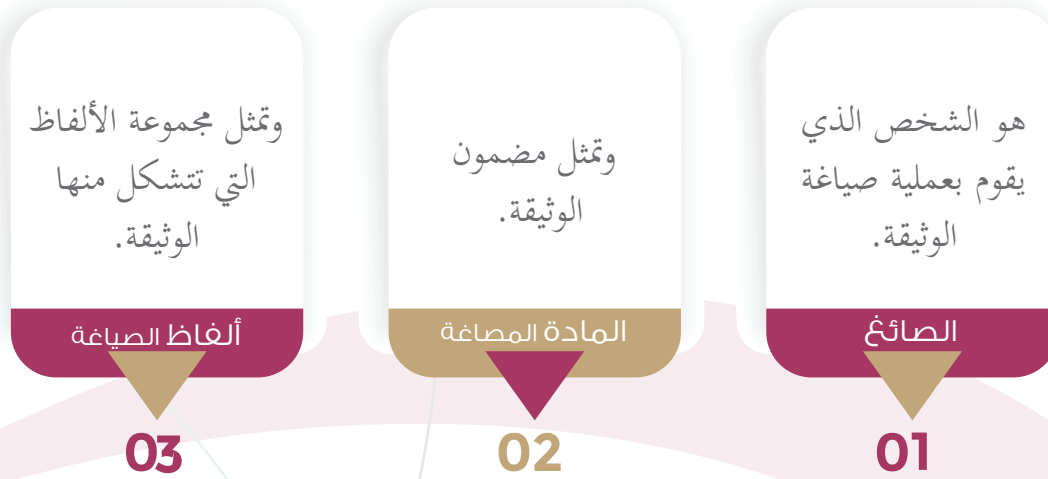 هو الشخص الذي
يقوم بعملية صياغة
الوثيقة.
الصائغ
01
وتمثل مضمون
الوثيقة.
المادة المصاغة
02
وتمثل مجموعة الألفاظ
التي تتشكل منها
الوثيقة.
ألفاظ الصياغة
03